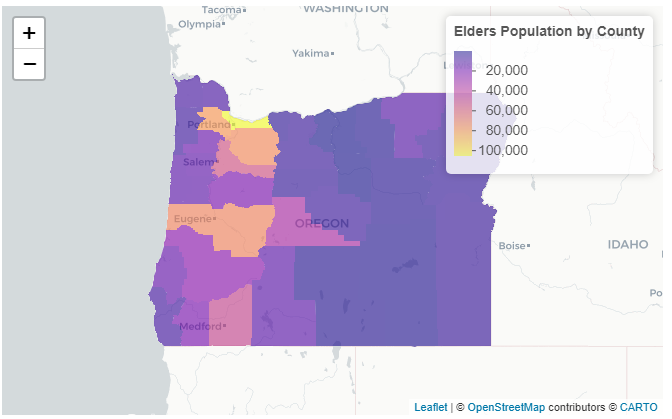 WASHINGTON
Tacoma
Olympia
Yakima
+
−
Elders Population by County
20,000
40,000
60,000
80,000
100,000
Portland
Salem
Eugene
OREGON
Boise
IDAHO
Medford
Leaflet | © OpenStreetMap contributors © CARTO